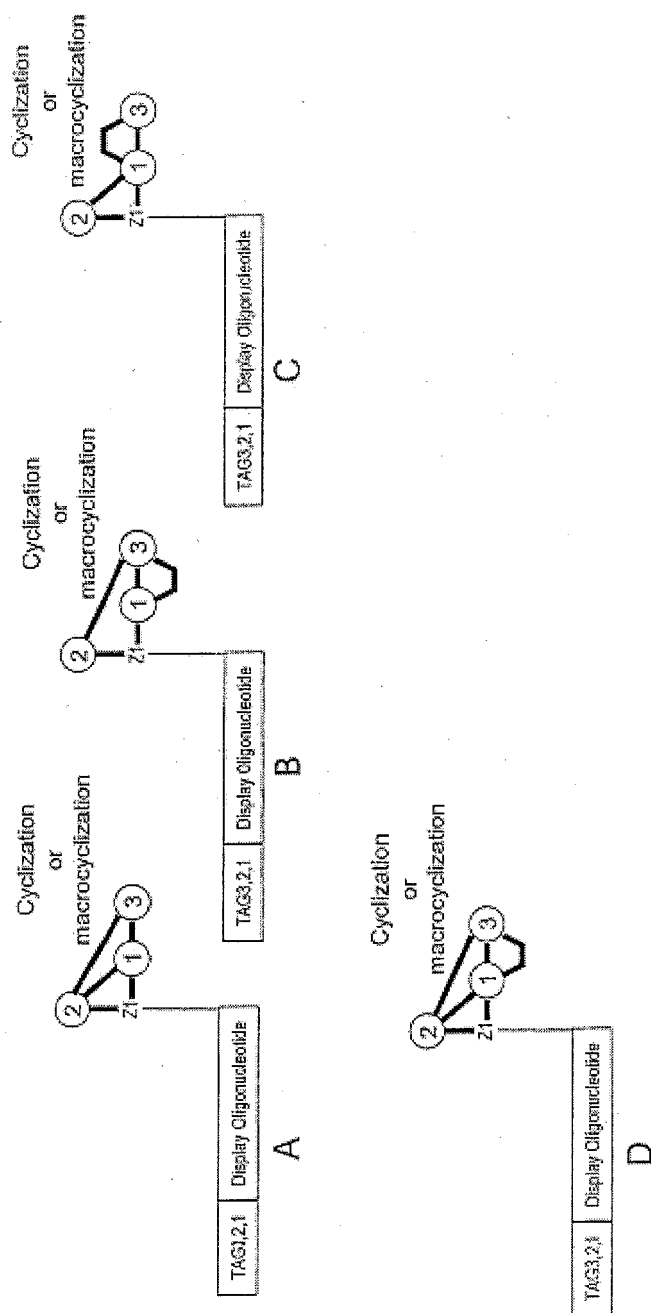 Cyclization
or
macrocyclization
2
Z1
1
3
TAG3,2,1
Display Oligonucleotide
A
Cyclization
or
macrocyclization
2
Z1
1
3
TAG3,2,1
Display Oligonucleotide
B
Cyclization
or
macrocyclization
2
Z1
1
3
TAG3,2,1
Display Oligonucleotide
C
Cyclization
or
macrocyclization
2
Z1
1
3
TAG3,2,1
Display Oligonucleotide
D